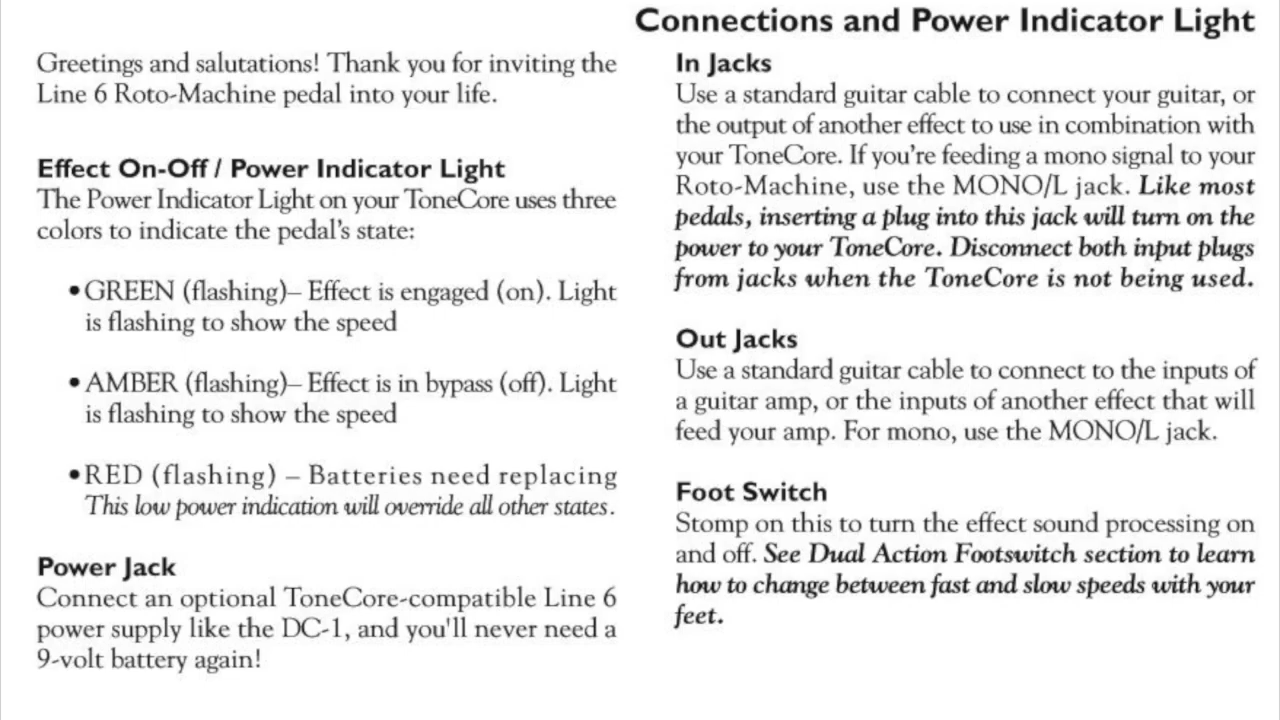 Connections and Power Indicator Light
Greetings and salutations! Thank you for inviting the
Line 6 Roto-Machine pedal into your life.
Effect On-Off / Power Indicator Light
The Power Indicator Light on your ToneCore uses three
colors to indicate the pedal's state:
•GREEN (flashing)– Effect is engaged (on). Light
is flashing to show the speed
•AMBER (flashing)– Effect is in bypass (off). Light
is flashing to show the speed
•RED (flashing) – Batteries need replacing
This low power indication will override all other states.
Power Jack
Connect an optional ToneCore-compatible Line 6
power supply like the DC-1, and you'll never need a
9-volt battery again!
In Jacks
Use a standard guitar cable to connect your guitar, or
the output of another effect to use in combination with
your ToneCore. If you're feeding a mono signal to your
Roto-Machine, use the MONO/L jack. Like most
pedals, inserting a plug into this jack will turn on the
power to your ToneCore. Disconnect both input plugs
from jacks when the ToneCore is not being used.
Out Jacks
Use a standard guitar cable to connect to the inputs of
a guitar amp, or the inputs of another effect that will
feed your amp. For mono, use the MONO/L jack.
Foot Switch
Stomp on this to turn the effect sound processing on
and off. See Dual Action Footswitch section to learn
how to change between fast and slow speeds with your
feet.